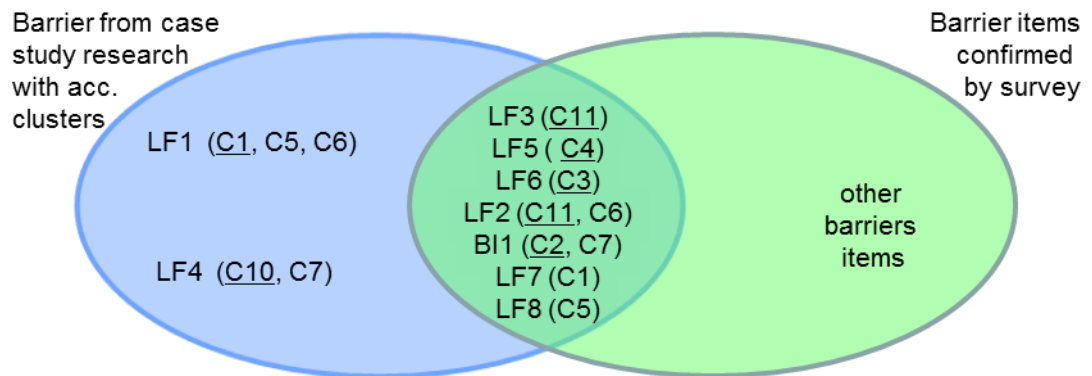 Barrier from case
study research
with acc.
clusters
LF1 (C1, C5, C6)
LF4 (C10, C7)
LF3 (C11)
LF5 ( C4)
LF6 (C3)
LF2 (C11, C6)
BI1 (C2, C7)
LF7 (C1)
LF8 (C5)
other
barriers
items
Barrier items
confirmed
by survey